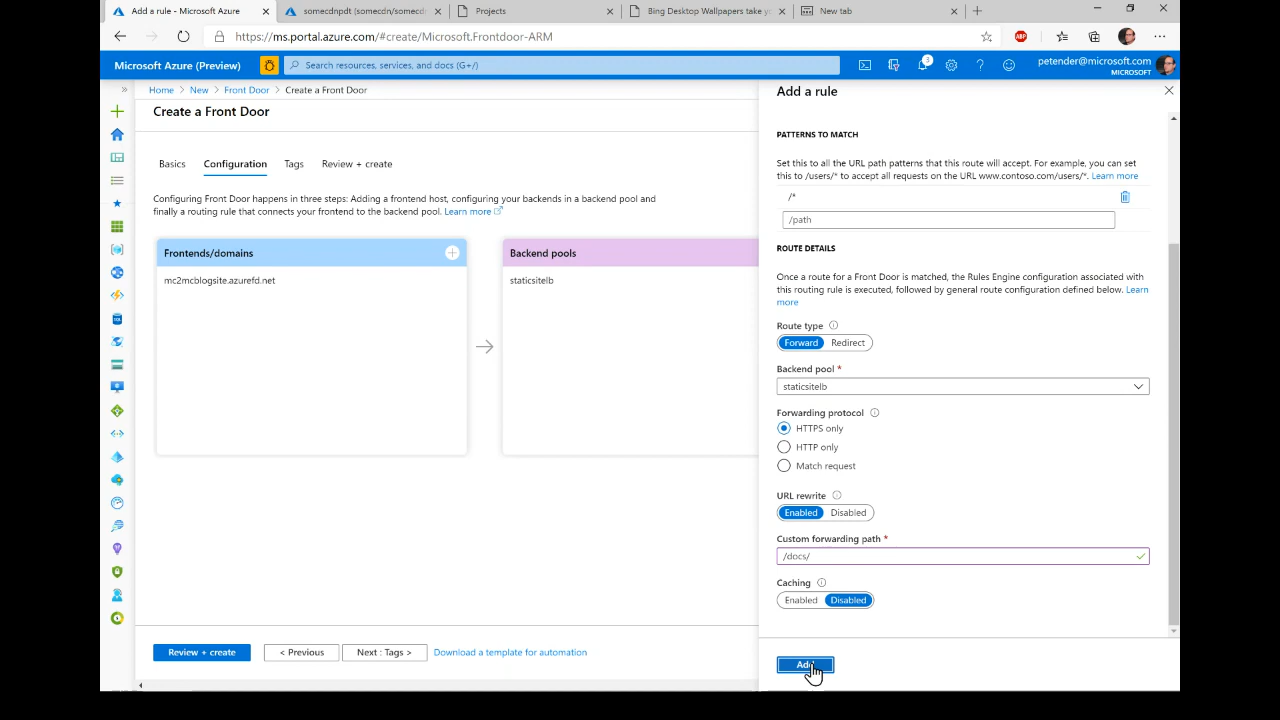 Add a rule - Microsoft Azure
somecdnpdt (somecdn/somecdn
Projects
Bing Desktop Wallpapers take yo
New tab
https://ms.portal.azure.com/#create/Microsoft.Frontdoor-ARM
ABP
Microsoft Azure (Preview)
Search resources, services, and docs (G+/)
3
petender@microsoft.com
MICROSOFT
Home > New > Front Door > Create a Front Door
Create a Front Door
Basics
Configuration
Tags
Review + create
Configuring Front Door happens in three steps: Adding a frontend host, configuring your backends in a backend pool and
finally a routing rule that connects your frontend to the backend pool. Learn more
Frontends/domains
mc2mcblogsite.azurefd.net
Backend pools
staticsitelb
Review + create
< Previous
Next : Tags >
Download a template for automation
Add a rule
PATTERNS TO MATCH
Set this to all the URL path patterns that this route will accept. For example, you can set
this to /users/* to accept all requests on the URL www.contoso.com/users/*. Learn more
/*
/path
ROUTE DETAILS
Once a route for a Front Door is matched, the Rules Engine configuration associated with
this routing rule is executed, followed by general route configuration defined below. Learn
more
Route type
Forward
Redirect
Backend pool *
staticsitelb
Forwarding protocol
HTTPS only
HTTP only
Match request
URL rewrite
Enabled
Disabled
Custom forwarding path *
/docs/
Caching
Enabled
Disabled
Add